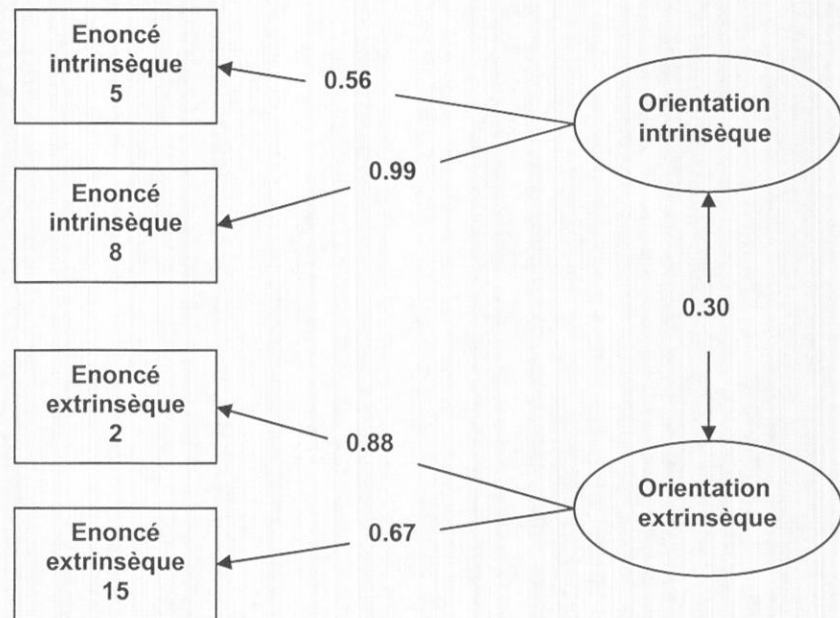 Enoncé
intrinsèque
5
0.56
Orientation
intrinsèque
0.99
Enoncé
intrinsèque
8
0.30
Enoncé
extrinsèque
2
0.88
Orientation
extrinsèque
0.67
Enoncé
extrinsèque
15